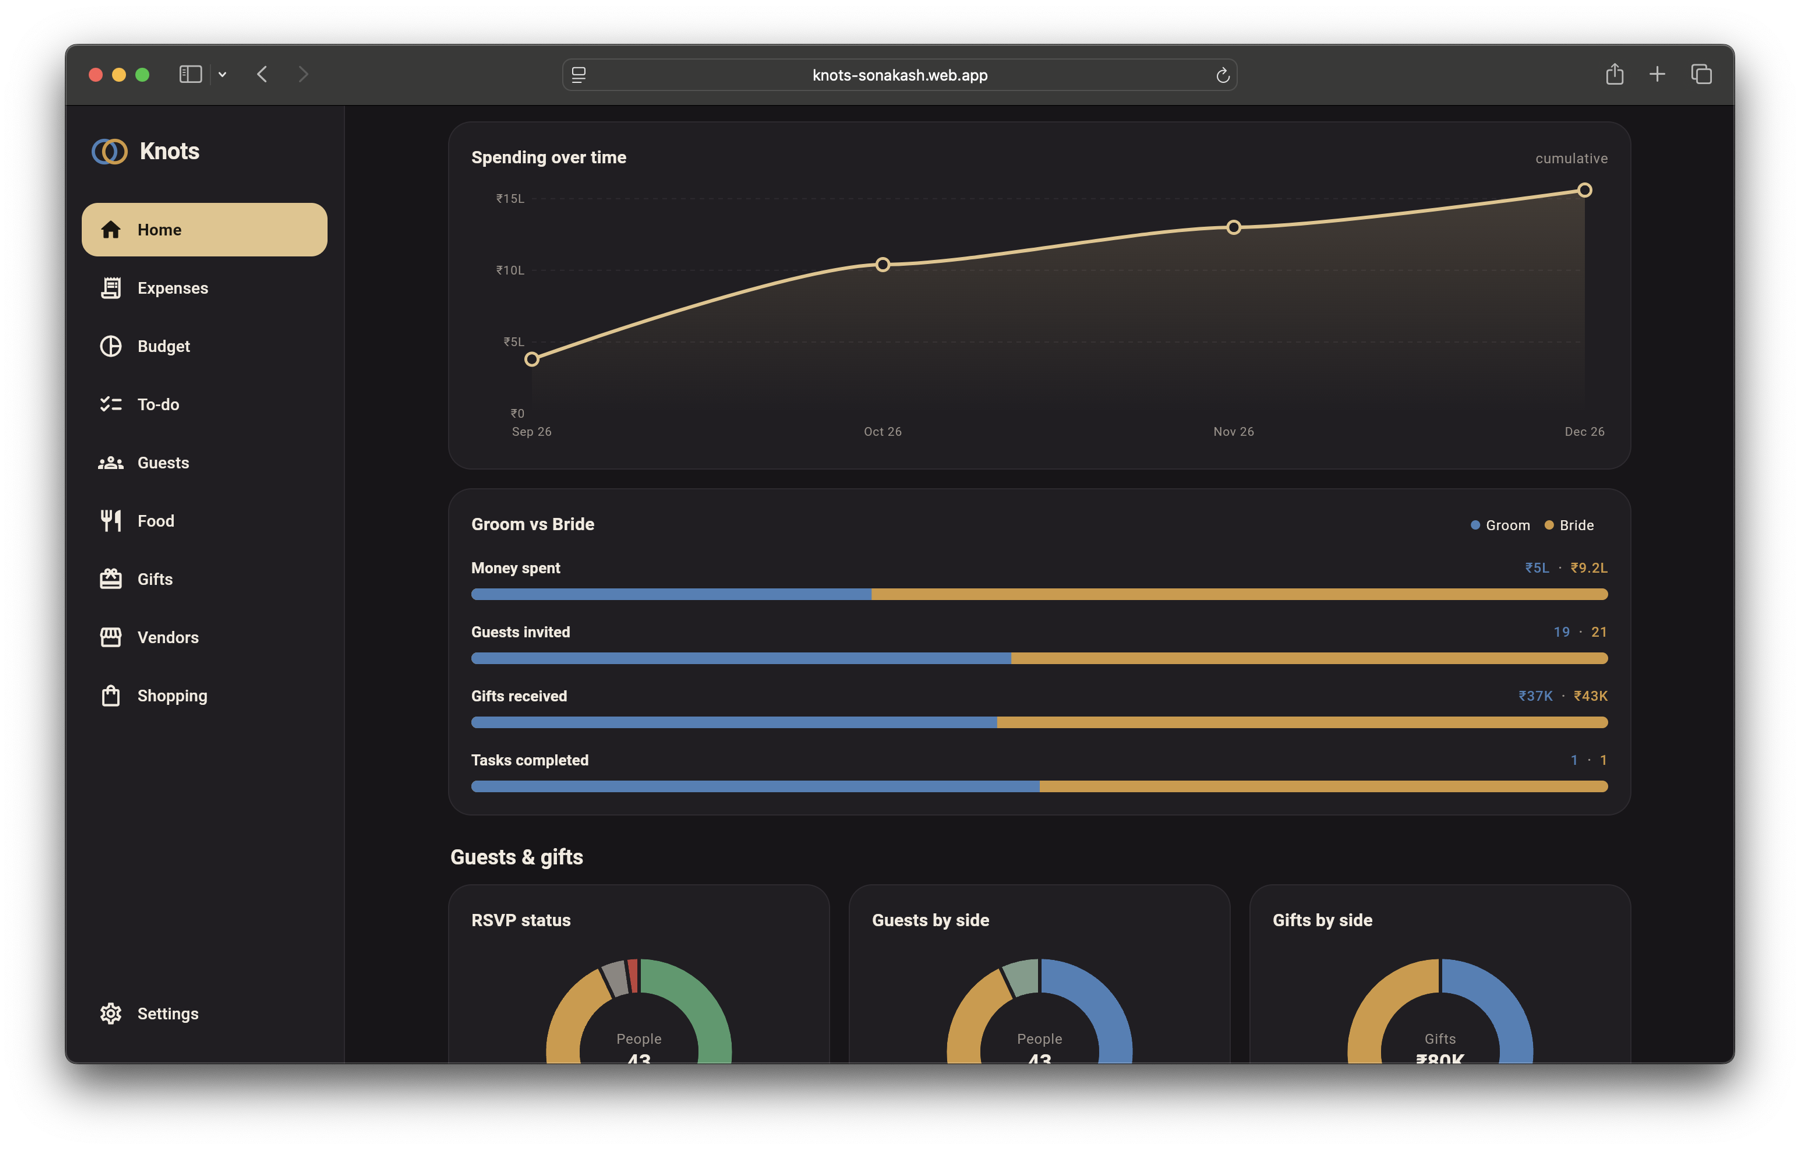 knots-sonakash.web.app
Knots
Home
Expenses
Budget
To-do
Guests
Food
Gifts
Vendors
Shopping
Settings
Spending over time
cumulative
₹15L
₹10L
₹5L
₹0
Sep 26 Oct 26 Nov 26 Dec 26
Groom vs Bride
Groom Bride
Money spent
₹5L · ₹9.2L
Guests invited
19 · 21
Gifts received
₹37K · ₹43K
Tasks completed
1 · 1
Guests & gifts
RSVP status
People
43
Guests by side
People
43
Gifts by side
Gifts
₹80K